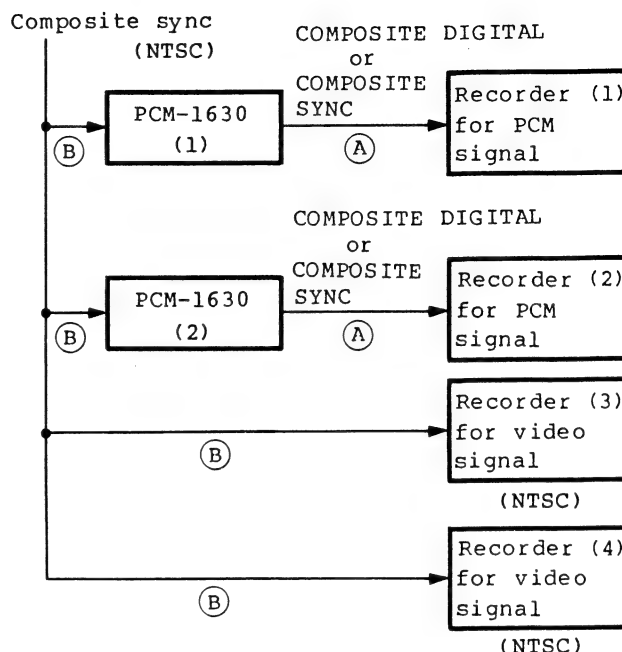 Composite sync
(NTSC)
COMPOSITE DIGITAL
or
COMPOSITE
SYNC
PCM-1630
(1)
Recorder (1)
for PCM
signal
B
A
COMPOSITE DIGITAL
or
COMPOSITE
SYNC
PCM-1630
(2)
Recorder (2)
for PCM
signal
B
A
Recorder (3)
for video
signal
B
(NTSC)
Recorder (4)
for video
signal
B
(NTSC)